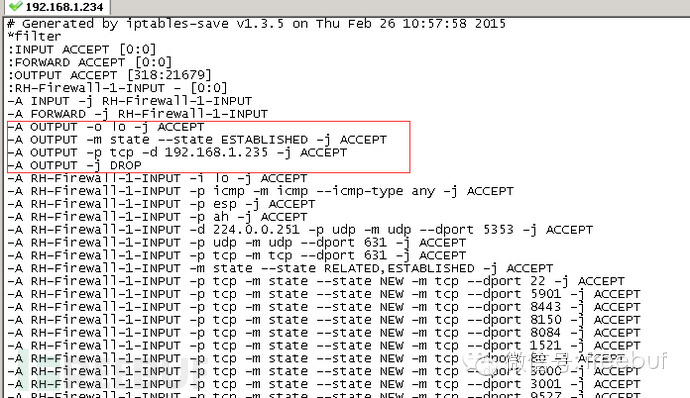 192.168.1.234
# Generated by iptables-save v1.3.5 on Thu Feb 26 10:57:58 2015
*filter
:INPUT ACCEPT [0:0]
:FORWARD ACCEPT [0:0]
:OUTPUT ACCEPT [318:21679]
:RH-Firewall-1-INPUT - [0:0]
-A INPUT -j RH-Firewall-1-INPUT
-A FORWARD -j RH-Firewall-1-INPUT
-A OUTPUT -o lo -j ACCEPT
-A OUTPUT -m state --state ESTABLISHED -j ACCEPT
-A OUTPUT -p tcp -d 192.168.1.235 -j ACCEPT
-A OUTPUT -j DROP
-A RH-Firewall-1-INPUT -i lo -j ACCEPT
-A RH-Firewall-1-INPUT -p icmp -m icmp --icmp-type any -j ACCEPT
-A RH-Firewall-1-INPUT -p esp -j ACCEPT
-A RH-Firewall-1-INPUT -p ah -j ACCEPT
-A RH-Firewall-1-INPUT -d 224.0.0.251 -p udp -m udp --dport 5353 -j ACCEPT
-A RH-Firewall-1-INPUT -p udp -m udp --dport 631 -j ACCEPT
-A RH-Firewall-1-INPUT -p tcp -m tcp --dport 631 -j ACCEPT
-A RH-Firewall-1-INPUT -m state --state RELATED,ESTABLISHED -j ACCEPT
-A RH-Firewall-1-INPUT -p tcp -m state --state NEW -m tcp --dport 22 -j ACCEPT
-A RH-Firewall-1-INPUT -p tcp -m state --state NEW -m tcp --dport 5901 -j ACCEPT
-A RH-Firewall-1-INPUT -p tcp -m state --state NEW -m tcp --dport 8443 -j ACCEPT
-A RH-Firewall-1-INPUT -p tcp -m state --state NEW -m tcp --dport 8150 -j ACCEPT
-A RH-Firewall-1-INPUT -p tcp -m state --state NEW -m tcp --dport 8084 -j ACCEPT
-A RH-Firewall-1-INPUT -p tcp -m state --state NEW -m tcp --dport 1521 -j ACCEPT
-A RH-Firewall-1-INPUT -p tcp -m state --state NEW -m tcp --dport -j ACCEPT
-A RH-Firewall-1-INPUT -p tcp -m state --state NEW -m tcp --dport -j ACCEPT
-A RH-Firewall-1-INPUT -p tcp -m state --state NEW -m tcp --dport 3001 -j ACCEPT
-A RH-Firewall-1-INPUT -p tcp -m state --state NEW -m tcp --dport 9527 -j ACCEPT
微信号: freebuf